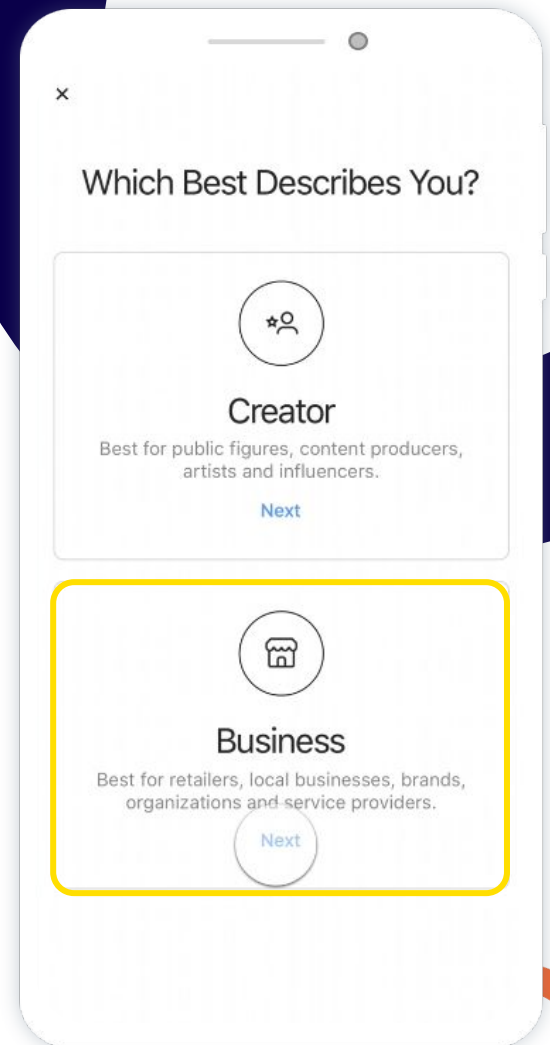 Which Best Describes You?
Creator
Best for public figures, content producers,
artists and influencers.
Next
Business
Best for retailers, local businesses, brands,
organizations and service providers.
Next